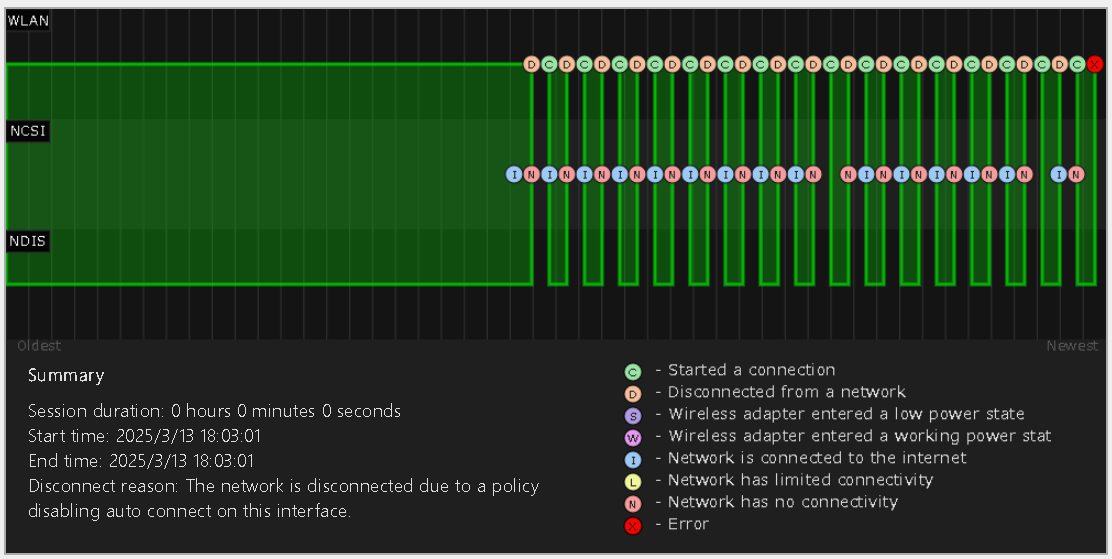 WLAN
D C D C D C D C D C D C D C D C D C D C D C D C D C D C D C D C X
NCSI
I N I N I N I N I N I N I N I N I N N I N I N I N I N I N I N
NDIS
Oldest
Newest
Summary
Session duration: 0 hours 0 minutes 0 seconds
Start time: 2025/3/13 18:03:01
End time: 2025/3/13 18:03:01
Disconnect reason: The network is disconnected due to a policy
disabling auto connect on this interface.
C - Started a connection
D - Disconnected from a network
S - Wireless adapter entered a low power state
W - Wireless adapter entered a working power stat
I - Network is connected to the internet
L - Network has limited connectivity
N - Network has no connectivity
X - Error